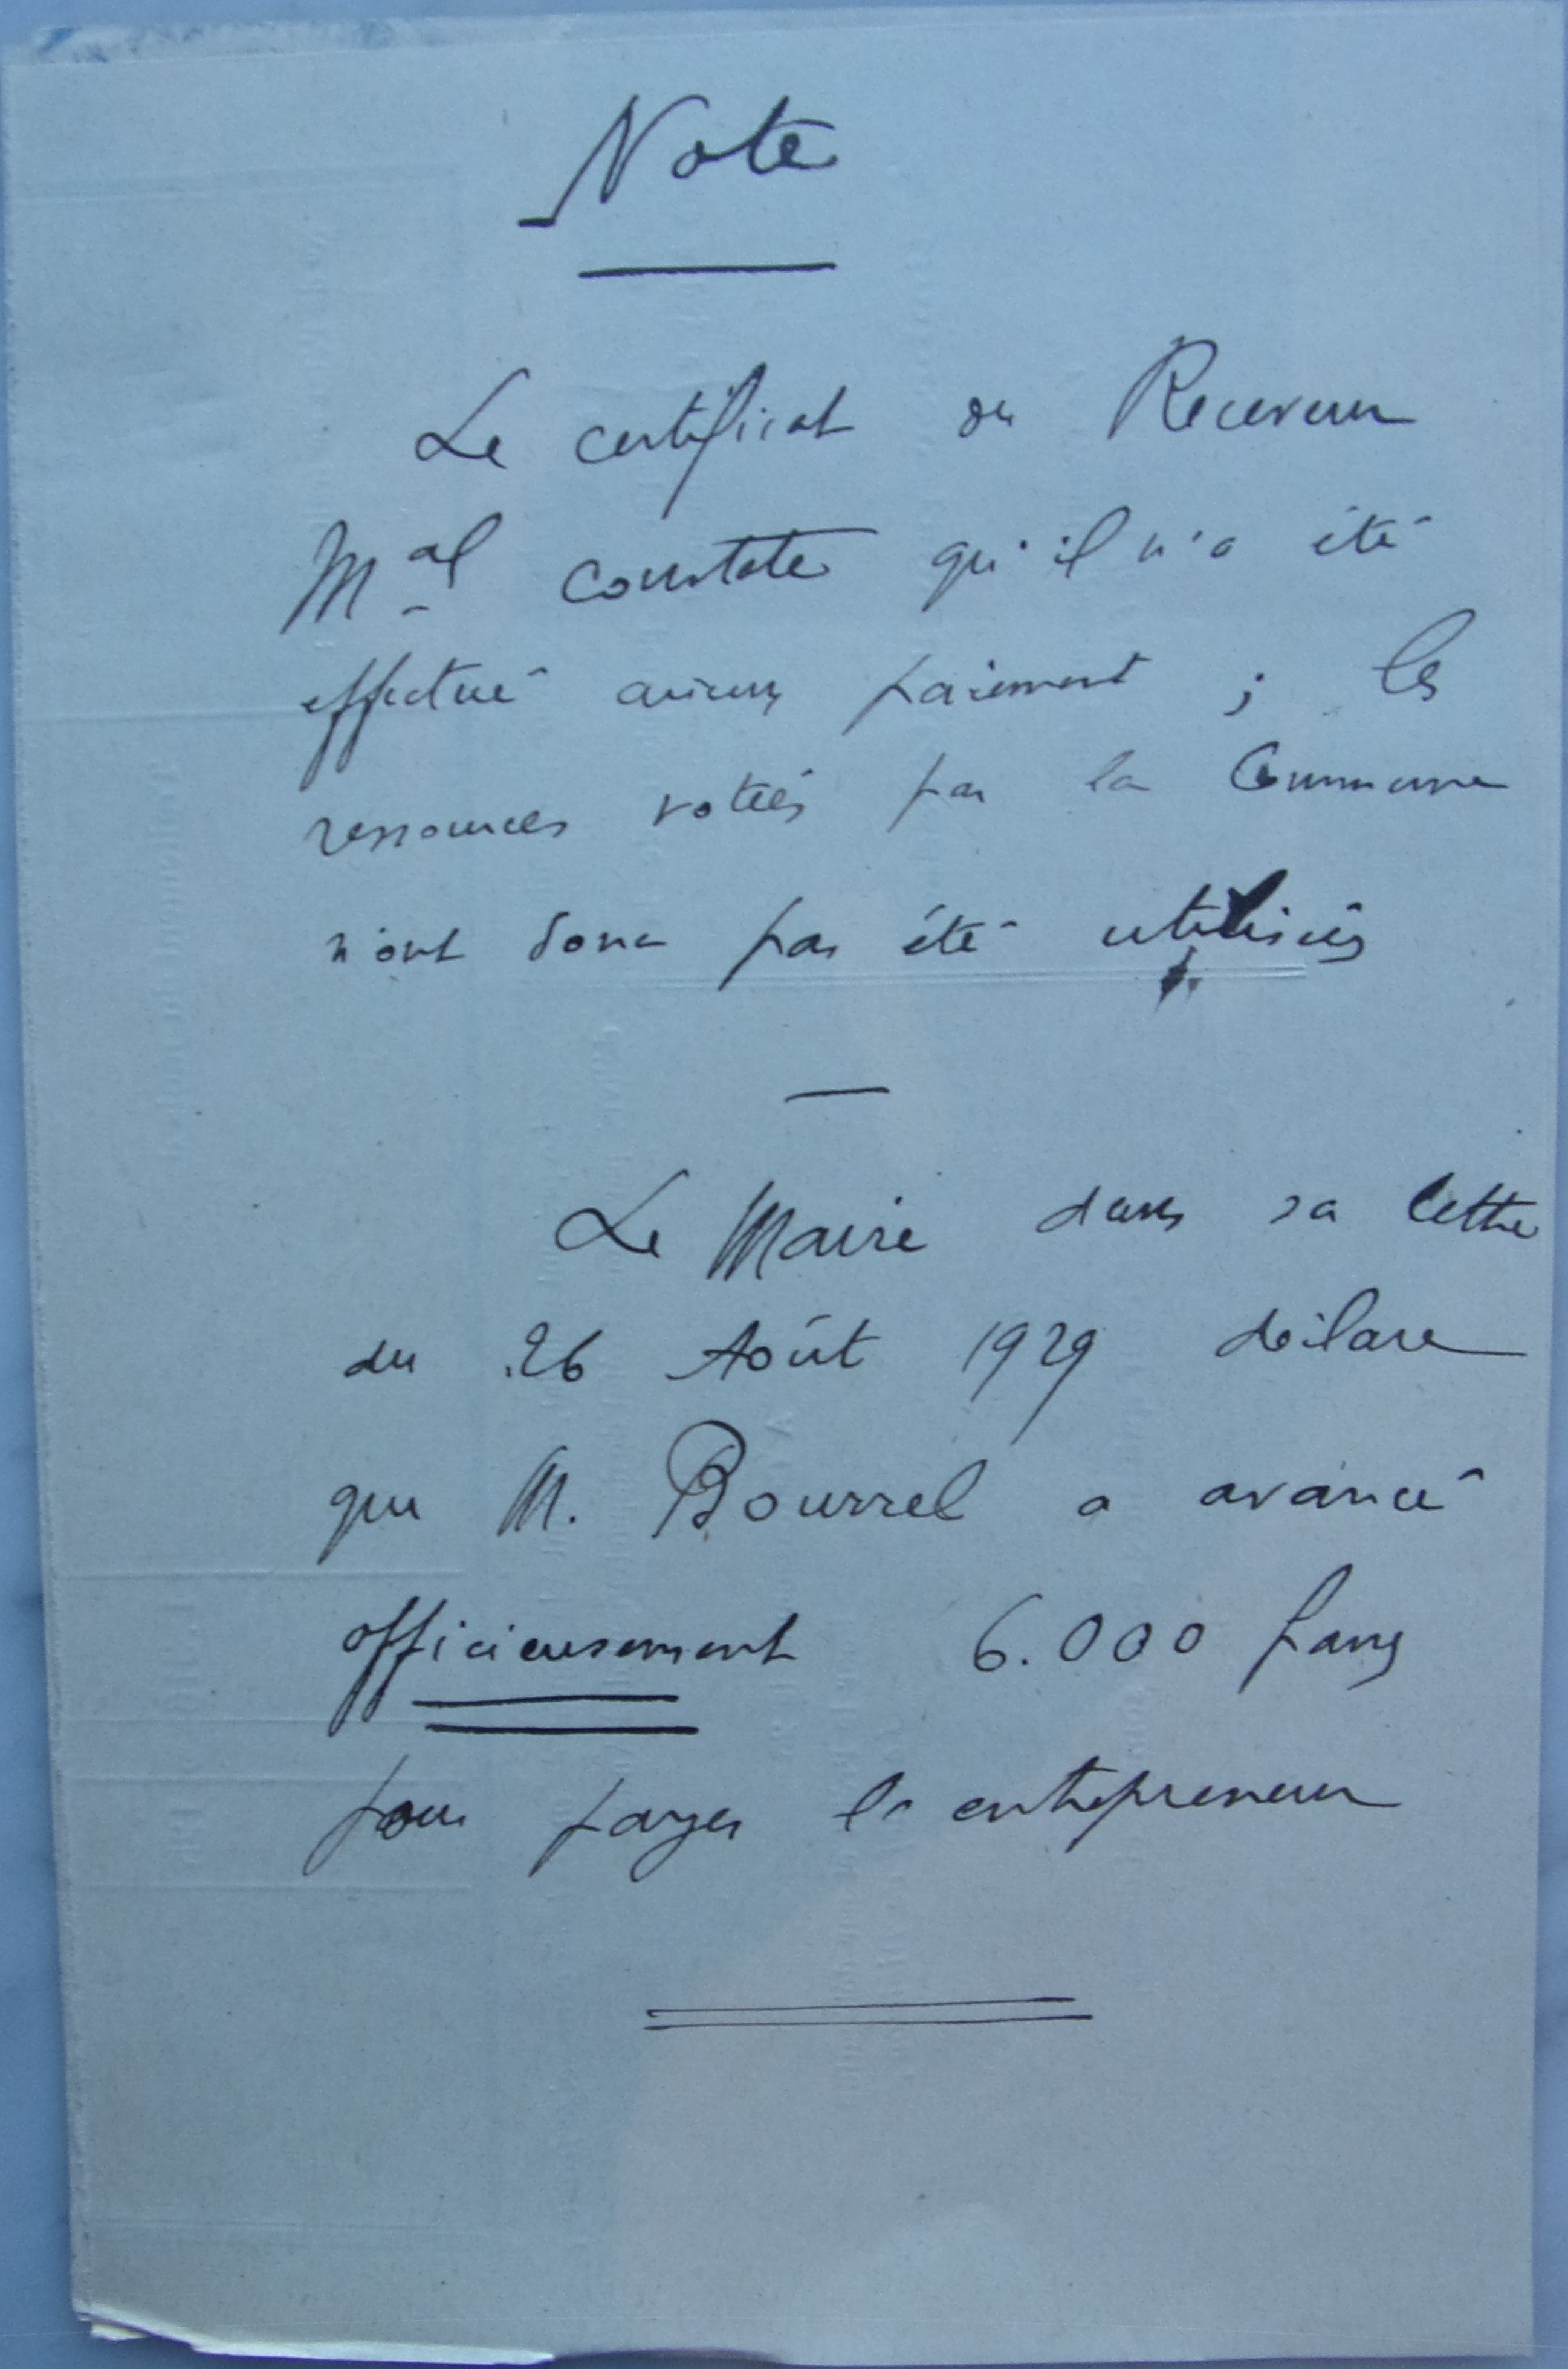 Note
Le certificat du Receveur
Mal constate qu'il n'a été
effectué aucun paiement ; les
ressources votées par la Commune
n'ont donc pas été utilisées
Le Maire dans sa lettre
du 26 Août 1929 déclare
que M. Bourrel a avancé
officieusement 6.000 francs
pour payer l'entrepreneur